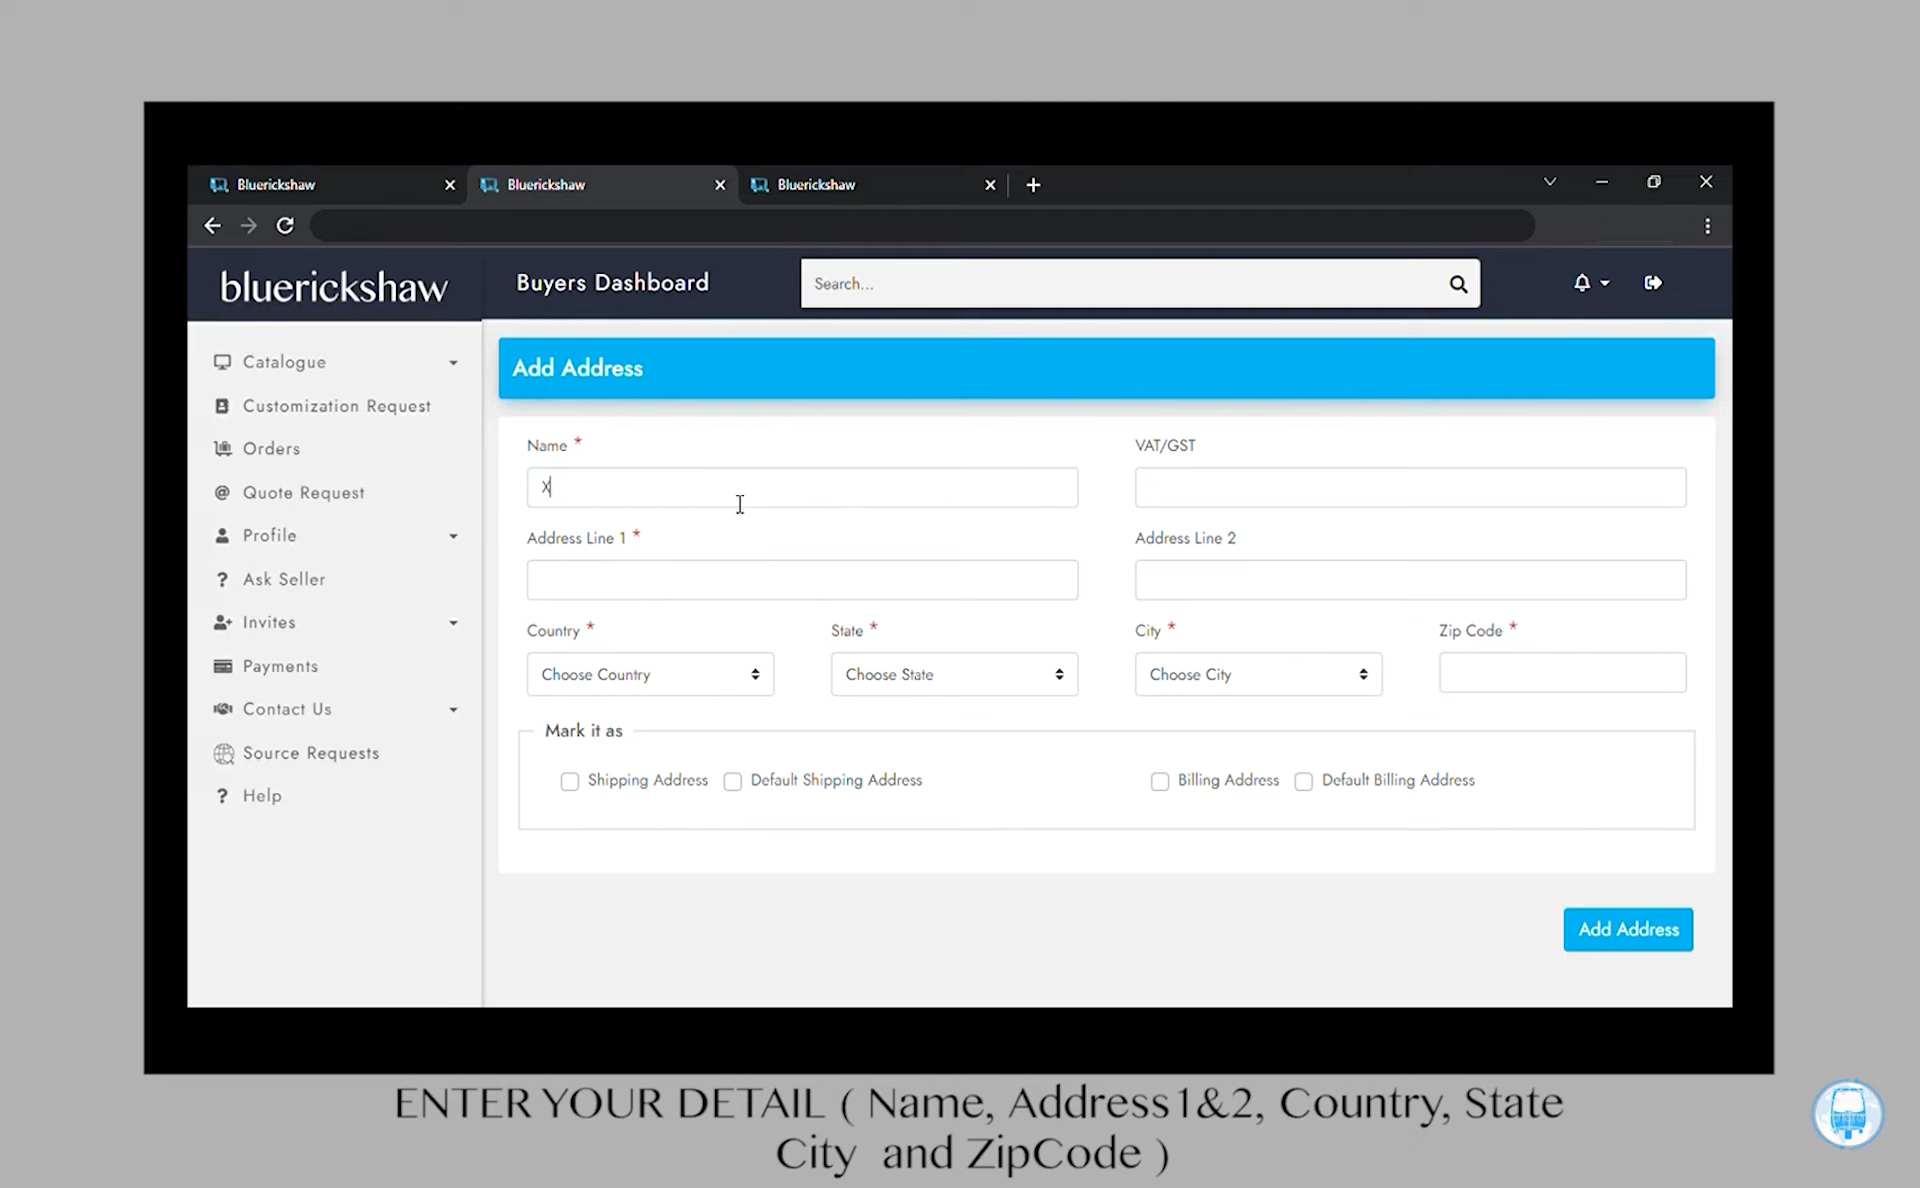 Bluerickshaw
Bluerickshaw
Bluerickshaw
bluerickshaw
Buyers Dashboard
Search...
Catalogue
Customization Request
Orders
Quote Request
Profile
Ask Seller
Invites
Payments
Contact Us
Source Requests
Help
Add Address
Name *
VAT/GST
X
Address Line 1 *
Address Line 2
Country *
State *
City *
Zip Code *
Choose Country
Choose State
Choose City
Mark it as
Shipping Address
Default Shipping Address
Billing Address
Default Billing Address
Add Address
ENTER YOUR DETAIL ( Name, Address1&2, Country, State
City and ZipCode )